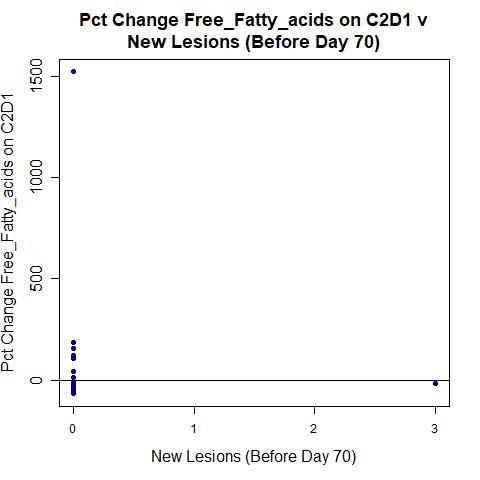 Pct Change Free_Fatty_acids on C2D1 v
New Lesions (Before Day 70)
Pct Change Free_Fatty_acids on C2D1
1500
1000
500
0
0 1 2 3
New Lesions (Before Day 70)